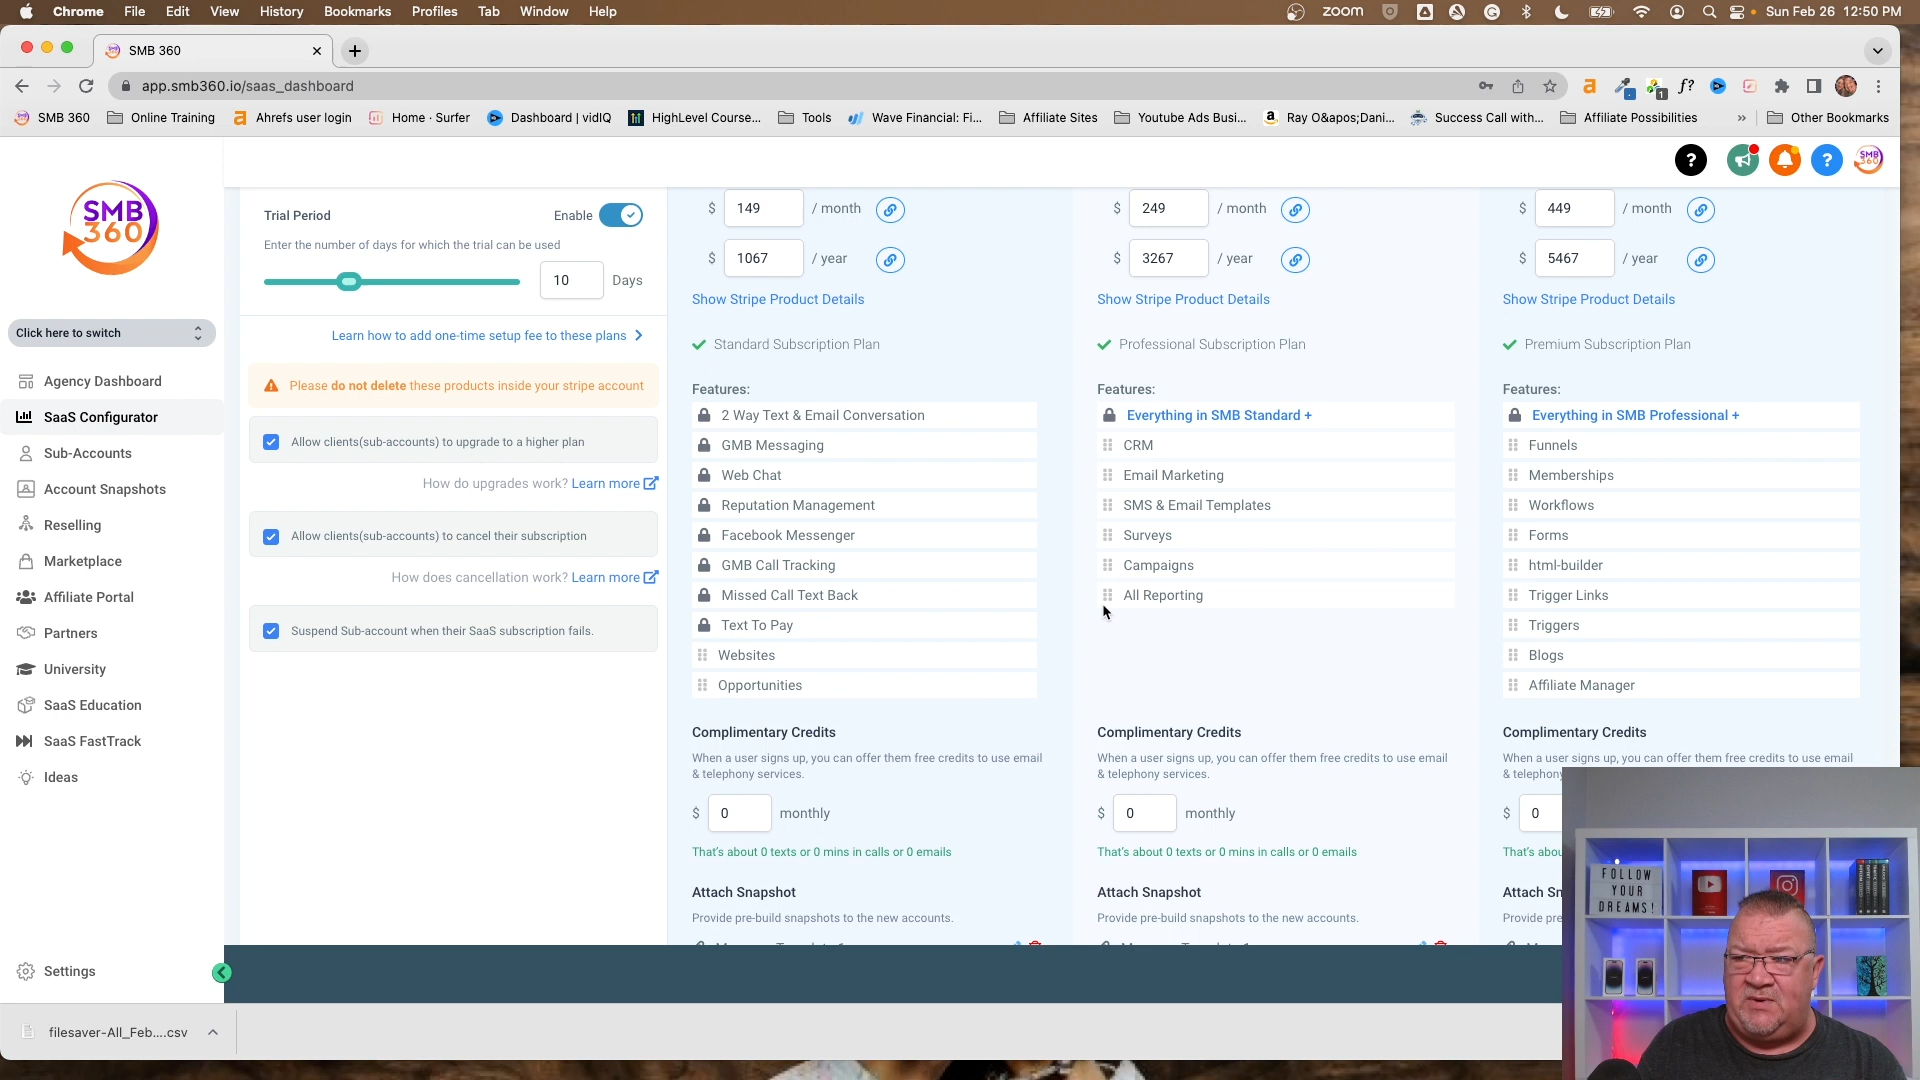 Chrome File Edit View History Bookmarks Profiles Tab Window Help zoom Sun Feb 26 12:50 PM
SMB 360
app.smb360.io/saas_dashboard
SMB 360 Online Training Ahrefs user login Home · Surfer Dashboard | vidIQ HighLevel Course... Tools Wave Financial: Fi... Affiliate Sites Youtube Ads Busi... Ray O&apos;Dani... Success Call with... Affiliate Possibilities » Other Bookmarks
SMB
360
Click here to switch
Agency Dashboard
SaaS Configurator
Sub-Accounts
Account Snapshots
Reselling
Marketplace
Affiliate Portal
Partners
University
SaaS Education
SaaS FastTrack
Ideas
Settings
Trial Period Enable
Enter the number of days for which the trial can be used
10 Days
Learn how to add one-time setup fee to these plans
Please do not delete these products inside your stripe account
Allow clients(sub-accounts) to upgrade to a higher plan
How do upgrades work? Learn more
Allow clients(sub-accounts) to cancel their subscription
How does cancellation work? Learn more
Suspend Sub-account when their SaaS subscription fails.
$ 149 / month
$ 1067 / year
Show Stripe Product Details
Standard Subscription Plan
Features:
2 Way Text & Email Conversation
GMB Messaging
Web Chat
Reputation Management
Facebook Messenger
GMB Call Tracking
Missed Call Text Back
Text To Pay
Websites
Opportunities
Complimentary Credits
When a user signs up, you can offer them free credits to use email
& telephony services.
$ 0 monthly
That's about 0 texts or 0 mins in calls or 0 emails
Attach Snapshot
Provide pre-build snapshots to the new accounts.
$ 249 / month
$ 3267 / year
Show Stripe Product Details
Professional Subscription Plan
Features:
Everything in SMB Standard +
CRM
Email Marketing
SMS & Email Templates
Surveys
Campaigns
All Reporting
Complimentary Credits
When a user signs up, you can offer them free credits to use email
& telephony services.
$ 0 monthly
That's about 0 texts or 0 mins in calls or 0 emails
Attach Snapshot
Provide pre-build snapshots to the new accounts.
$ 449 / month
$ 5467 / year
Show Stripe Product Details
Premium Subscription Plan
Features:
Everything in SMB Professional +
Funnels
Memberships
Workflows
Forms
html-builder
Trigger Links
Triggers
Blogs
Affiliate Manager
Complimentary Credits
When a user signs up, you can offer them free credits to use email
& telephony
$ 0
That's abou
Attach Sn
Provide pre
FOLLOW
YOUR
DREAMS!
filesaver-All_Feb....csv